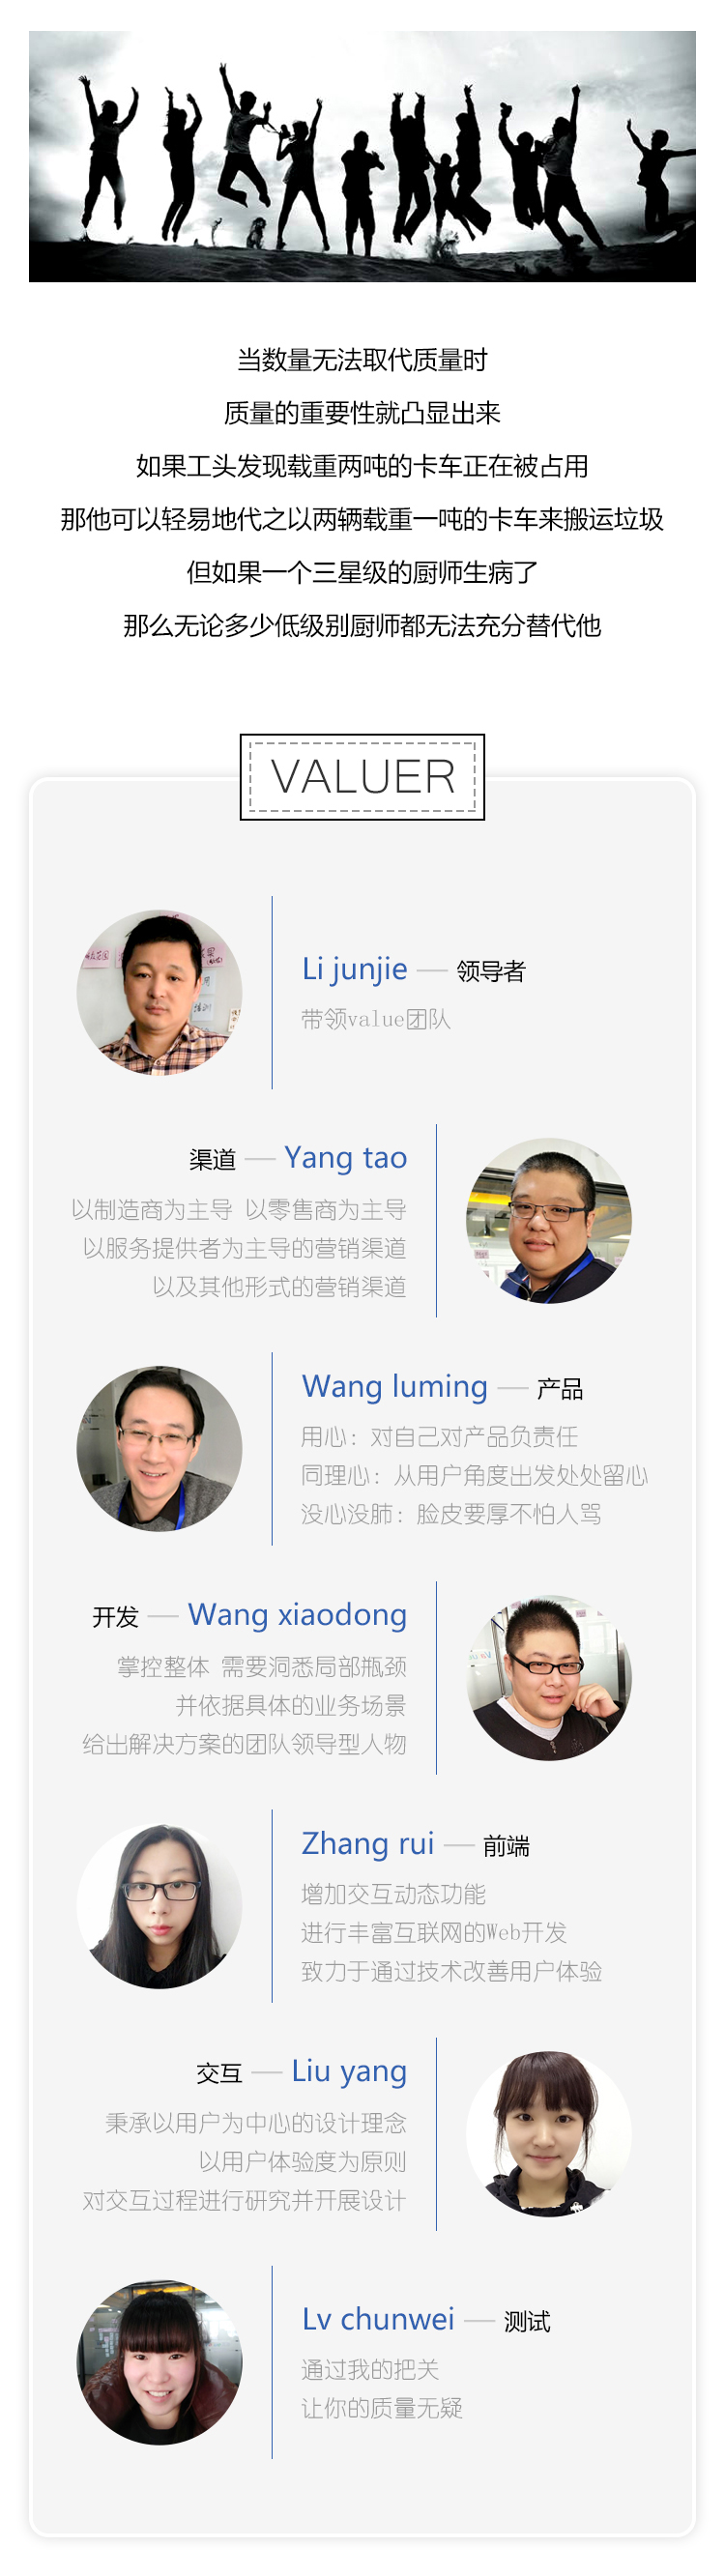 当数量无法取代质量时
质量的重要性就凸显出来
如果工头发现载重两吨的卡车正在被占用
那他可以轻易地代之以两辆载重一吨的卡车来搬运垃圾
但如果一个三星级的厨师生病了
那么无论多少低级别厨师都无法充分替代他
VALUER
Li junjie — 领导者
带领value团队
渠道 — Yang tao
以制造商为主导 以零售商为主导
以服务提供者为主导的营销渠道
以及其他形式的营销渠道
Wang luming — 产品
用心：对自己对产品负责任
同理心：从用户角度出发处处留心
没心没肺：脸皮要厚不怕人骂
开发 — Wang xiaodong
掌控整体 需要洞悉局部瓶颈
并依据具体的业务场景
给出解决方案的团队领导型人物
Zhang rui — 前端
增加交互动态功能
进行丰富互联网的Web开发
致力于通过技术改善用户体验
交互 — Liu yang
秉承以用户为中心的设计理念
以用户体验度为原则
对交互过程进行研究并开展设计
Lv chunwei — 测试
通过我的把关
让你的质量无疑